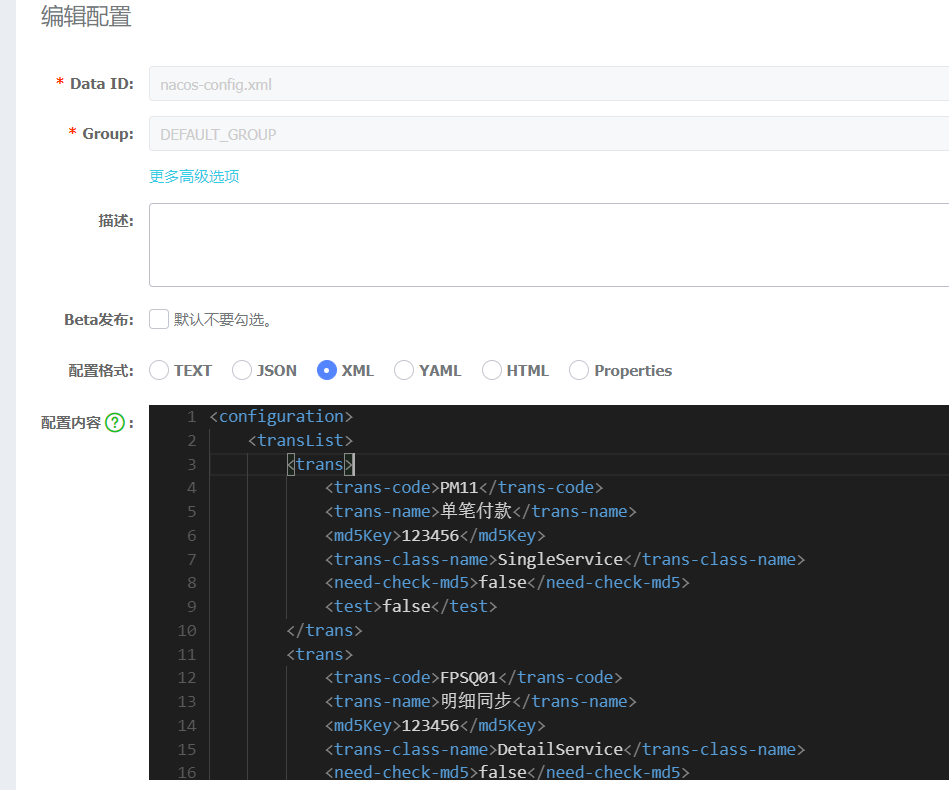 编辑配置
* Data ID: nacos-config.xml
* Group: DEFAULT_GROUP
更多高级选项
描述:
Beta发布: 默认不要勾选。
配置格式: TEXT JSON XML YAML HTML Properties
配置内容 ? :
1 <configuration>
2 <transList>
3 <trans>
4 <trans-code>PM11</trans-code>
5 <trans-name>单笔付款</trans-name>
6 <md5Key>123456</md5Key>
7 <trans-class-name>SingleService</trans-class-name>
8 <need-check-md5>false</need-check-md5>
9 <test>false</test>
10 </trans>
11 <trans>
12 <trans-code>FPSQ01</trans-code>
13 <trans-name>明细同步</trans-name>
14 <md5Key>123456</md5Key>
15 <trans-class-name>DetailService</trans-class-name>
16 <need-check-md5>false</need-check-md5>